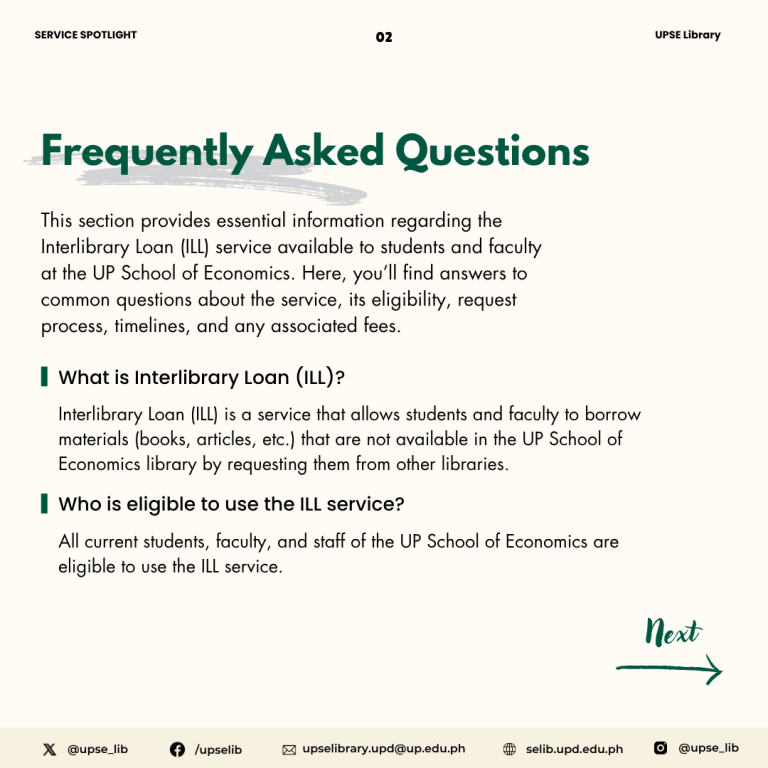 SERVICE SPOTLIGHT
02
UPSE Library
Frequently Asked Questions
This section provides essential information regarding the
Interlibrary Loan (ILL) service available to students and faculty
at the UP School of Economics. Here, you’ll find answers to
common questions about the service, its eligibility, request
process, timelines, and any associated fees.
What is Interlibrary Loan (ILL)?
Interlibrary Loan (ILL) is a service that allows students and faculty to borrow
materials (books, articles, etc.) that are not available in the UP School of
Economics library by requesting them from other libraries.
Who is eligible to use the ILL service?
All current students, faculty, and staff of the UP School of Economics are
eligible to use the ILL service.
Next
@upse_lib
/upselib
upselibrary.upd@up.edu.ph
selib.upd.edu.ph
@upse_lib